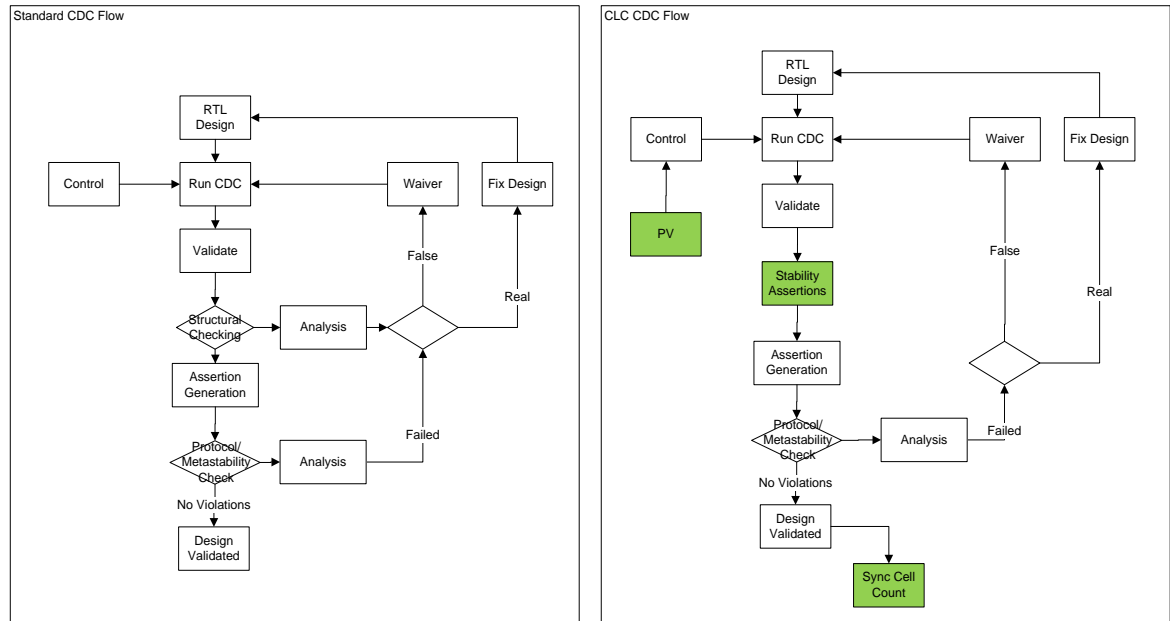 Standard CDC Flow
RTL
Design
Control
Run CDC
Waiver
Fix Design
Validate
False
Real
Structural
Checking
Analysis
Assertion
Generation
Failed
Protocol/
Metastability
Check
Analysis
No Violations
Design
Validated
CLC CDC Flow
RTL
Design
Control
Run CDC
Waiver
Fix Design
Validate
PV
False
Stability
Assertions
Real
Assertion
Generation
Failed
Protocol/
Metastability
Check
Analysis
No Violations
Design
Validated
Sync Cell
Count